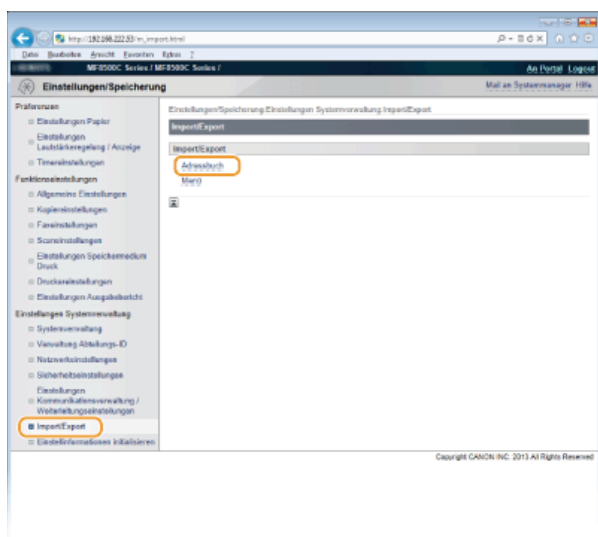 http://192.168.222.53/m_import.html
Datei Bearbeiten Ansicht Favoriten Extras ?
MF8500C Series / MF8500C Series /
An Portal Logout
Einstellungen/Speicherung
Mail an Systemmanager Hilfe
Präferenzen
Einstellungen Papier
Einstellungen
Lautstärkeregelung / Anzeige
Timereinstellungen
Funktionseinstellungen
Allgemeine Einstellungen
Kopiereinstellungen
Faxeinstellungen
Scaneinstellungen
Einstellungen Speichermedium
Druck
Druckereinstellungen
Einstellungen Ausgabebericht
Einstellungen Systemverwaltung
Systemverwaltung
Verwaltung Abteilungs-ID
Netzwerkeinstellungen
Sicherheitseinstellungen
Einstellungen
Kommunikationsverwaltung /
Weiterleitungseinstellungen
Import/Export
Einstellinformationen initialisieren
Einstellungen/Speicherung:Einstellungen Systemverwaltung:Import/Export
Import/Export
Import/Export
Adressbuch
Menü
Copyright CANON INC. 2013 All Rights Reserved